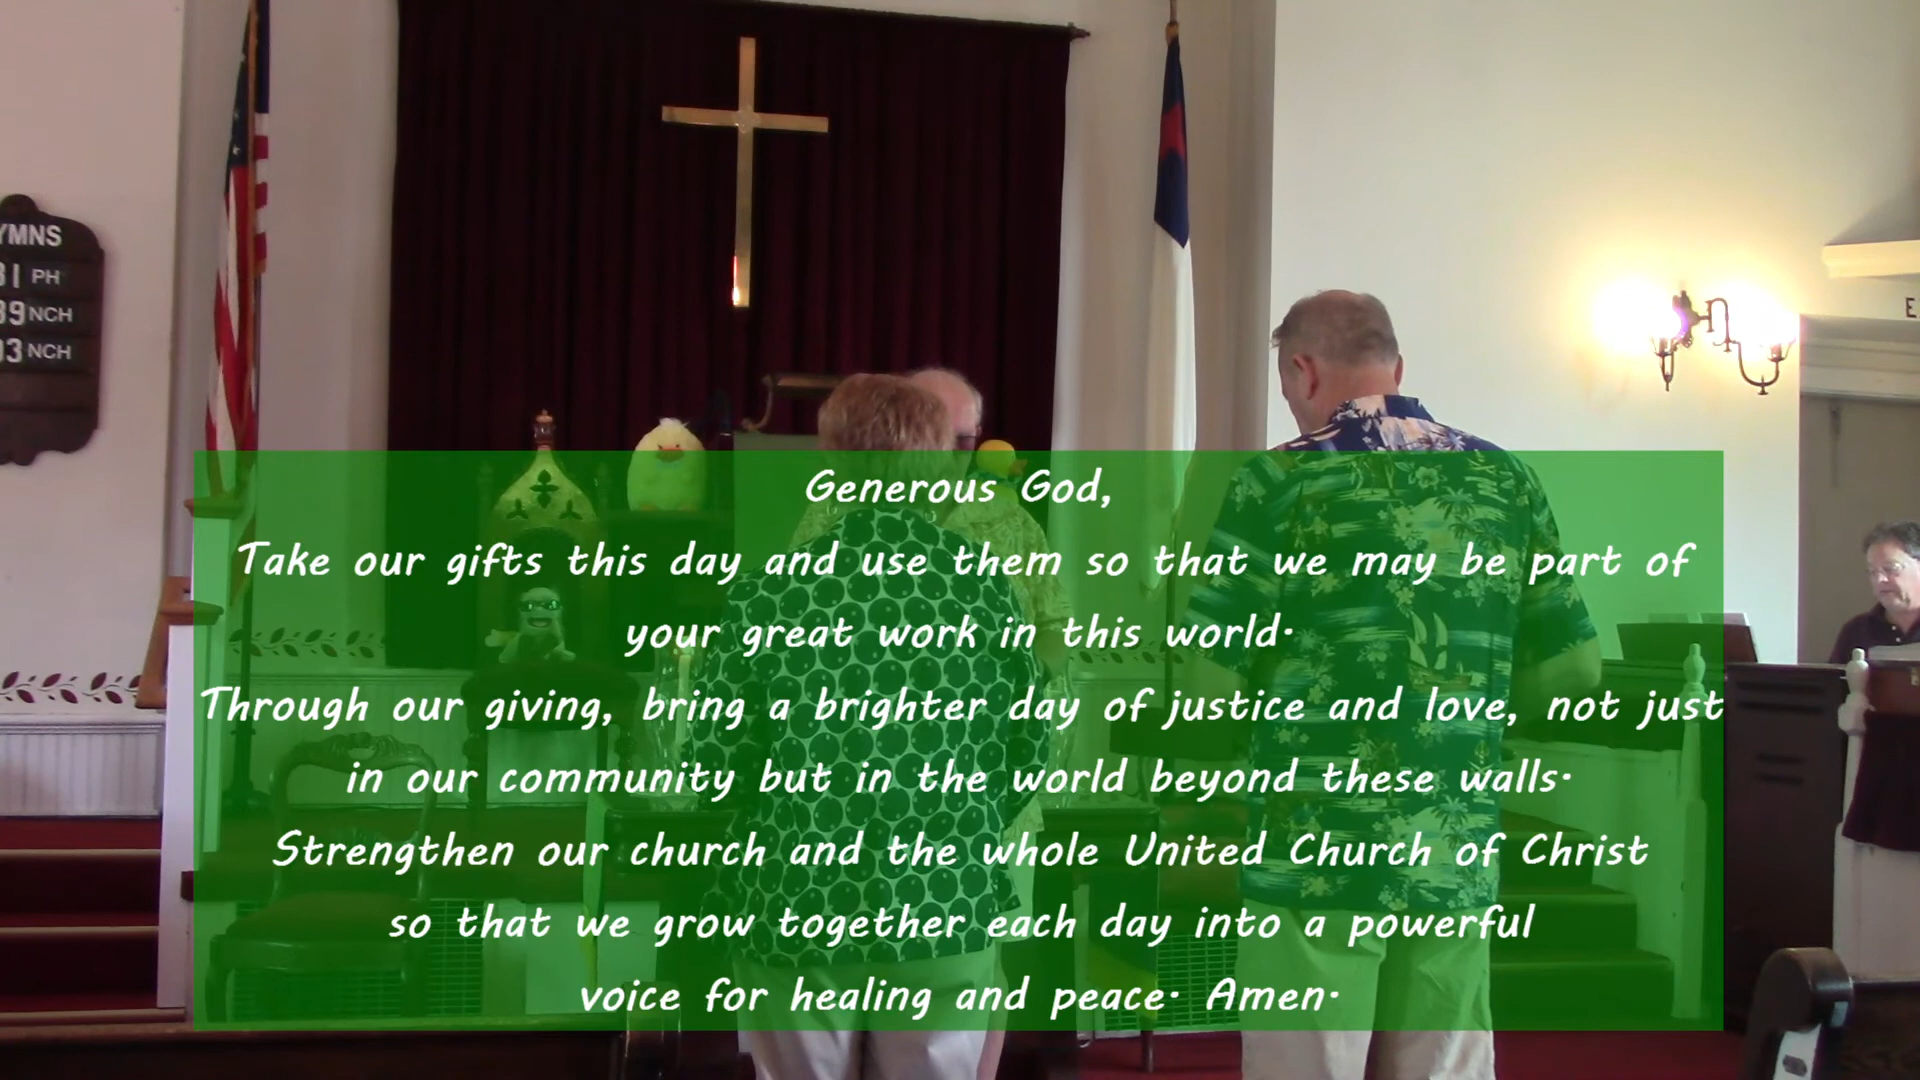 YMNS
31 PH
39 NCH
03 NCH
Generous God,
Take our gifts this day and use them so that we may be part of
your great work in this world.
Through our giving, bring a brighter day of justice and love, not just
in our community but in the world beyond these walls.
Strengthen our church and the whole United Church of Christ
so that we grow together each day into a powerful
voice for healing and peace. Amen.